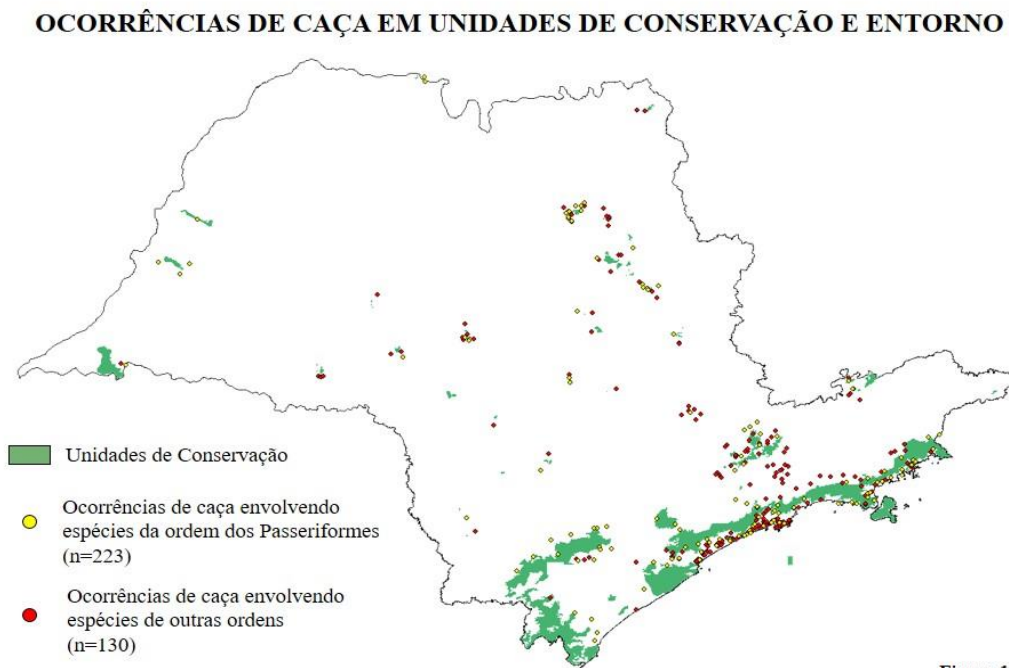 OCORRÊNCIAS DE CAÇA EM UNIDADES DE CONSERVAÇÃO E ENTORNO
Unidades de Conservação
Ocorrências de caça envolvendo
espécies da ordem dos Passeriformes
(n=223)
Ocorrências de caça envolvendo
espécies de outras ordens
(n=130)